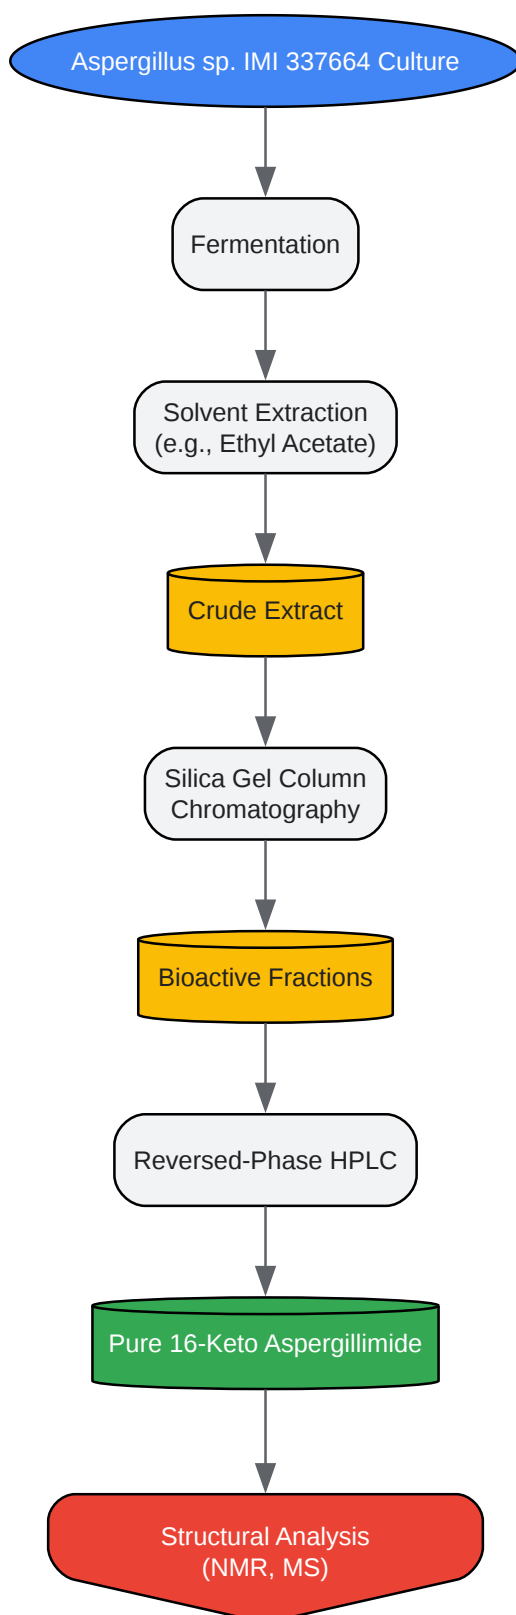 Aspergillus sp. IMI 337664 Culture
Fermentation
Solvent Extraction
(e.g., Ethyl Acetate)
Crude Extract
Silica Gel Column
Chromatography
Bioactive Fractions
Reversed-Phase HPLC
Pure 16-Keto Aspergillimide
Structural Analysis
(NMR, MS)